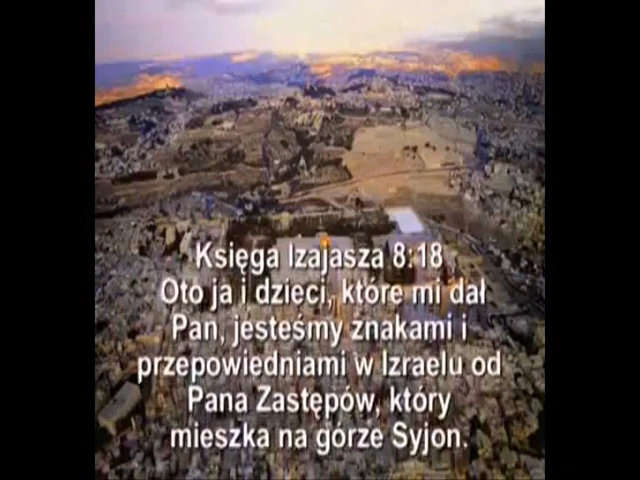 Księga Izajasza 8:18
Oto ja i dzieci, które mi dał
Pan, jesteśmy znakami i
przepowiedniami w Izraelu od
Pana Zastępów, który
mieszka na górze Syjon.